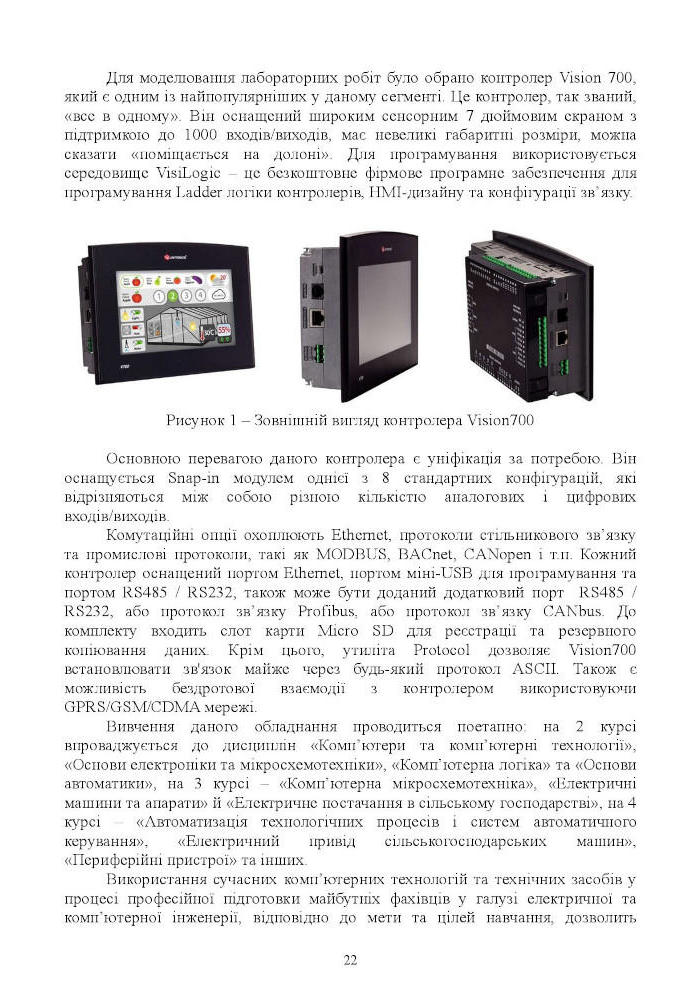 Для моделювання лабораторних робіт було обрано контролер Vision 700,
який є одним із найпопулярніших у даному сегменті. Це контролер, так званий,
«все в одному». Він оснащений широким сенсорним 7 дюймовим екраном з
підтримкою до 1000 входів/виходів, має невеликі габаритні розміри, можна
сказати «поміщається на долоні». Для програмування використовується
середовище VisiLogic – це безкоштовне фірмове програмне забезпечення для
програмування Ladder логіки контролерів, HMI-дизайну та конфігурації зв’язку.
1 2 3 4
20°
30°C 55%
V700
Рисунок 1 – Зовнішній вигляд контролера Vision700
Основною перевагою даного контролера є уніфікація за потребою. Він
оснащується Snap-in модулем однієї з 8 стандартних конфігурацій, які
відрізняються між собою різною кількістю аналогових і цифрових
входів/виходів.
Комутаційні опції охоплюють Ethernet, протоколи стільникового зв’язку
та промислові протоколи, такі як MODBUS, BACnet, CANopen і т.п. Кожний
контролер оснащений портом Ethernet, портом міні-USB для програмування та
портом RS485 / RS232, також може бути доданий додатковий порт RS485 /
RS232, або протокол зв’язку Profibus, або протокол зв’язку CANbus. До
комплекту входить слот карти Micro SD для реєстрації та резервного
копіювання даних. Крім цього, утиліта Protocol дозволяє Vision700
встановлювати зв'язок майже через будь-який протокол ASCII. Також є
можливість бездротової взаємодії з контролером використовуючи
GPRS/GSM/CDMA мережі.
Вивчення даного обладнання проводиться поетапно: на 2 курсі
впроваджується до дисциплін «Комп’ютери та комп’ютерні технології»,
«Основи електроніки та мікросхемотехніки», «Комп’ютерна логіка» та «Основи
автоматики», на 3 курсі – «Комп’ютерна мікросхемотехніка», «Електричні
машини та апарати» й «Електричне постачання в сільському господарстві», на 4
курсі – «Автоматизація технологічних процесів і систем автоматичного
керування», «Електричний привід сільськогосподарських машин»,
«Периферійні пристрої» та інших.
Використання сучасних комп’ютерних технологій та технічних засобів у
процесі професійної підготовки майбутніх фахівців у галузі електричної та
комп’ютерної інженерії, відповідно до мети та цілей навчання, дозволить
22